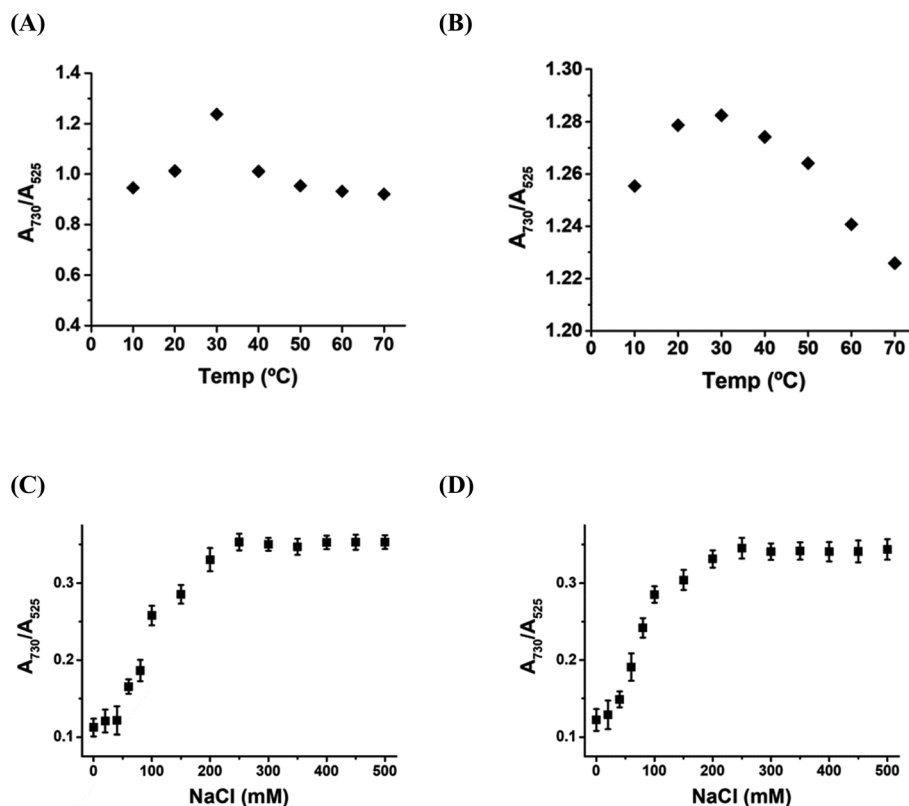 (A)
(B)
A730/A525
1.4
1.2
1.0
0.8
0.6
0.4
0 10 20 30 40 50 60 70
Temp (ºC)
A730/A525
1.30
1.28
1.26
1.24
1.22
1.20
0 10 20 30 40 50 60 70
Temp (ºC)
(C)
(D)
A730/A525
0.3
0.2
0.1
0 100 200 300 400 500
NaCl (mM)
A730/A525
0.3
0.2
0.1
0 100 200 300 400 500
NaCl (mM)